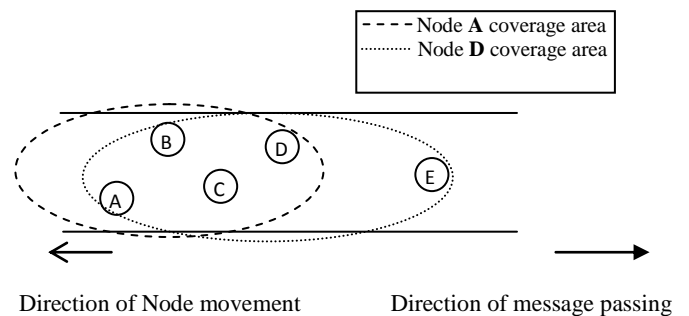 Node A coverage area
Node D coverage area
B
D
E
C
A
Direction of Node movement
Direction of message passing